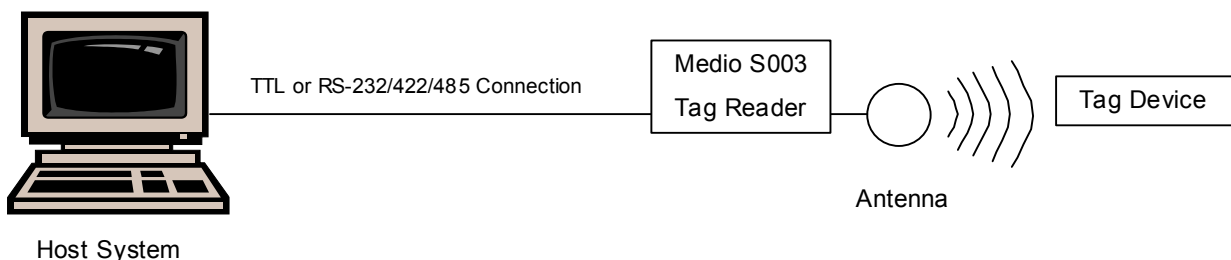 TTL or RS-232/422/485 Connection
Medio S003
Tag Reader
Tag Device
Antenna
Host System